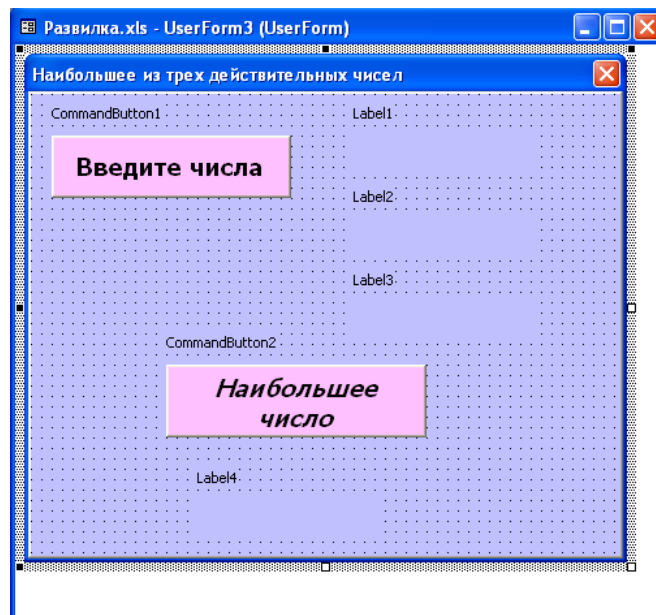 Развилка.xls - UserForm3 (UserForm)
Наибольшее из трех действительных чисел
CommandButton1
Label1
Введите числа
Label2
Label3
CommandButton2
Наибольшее
число
Label4